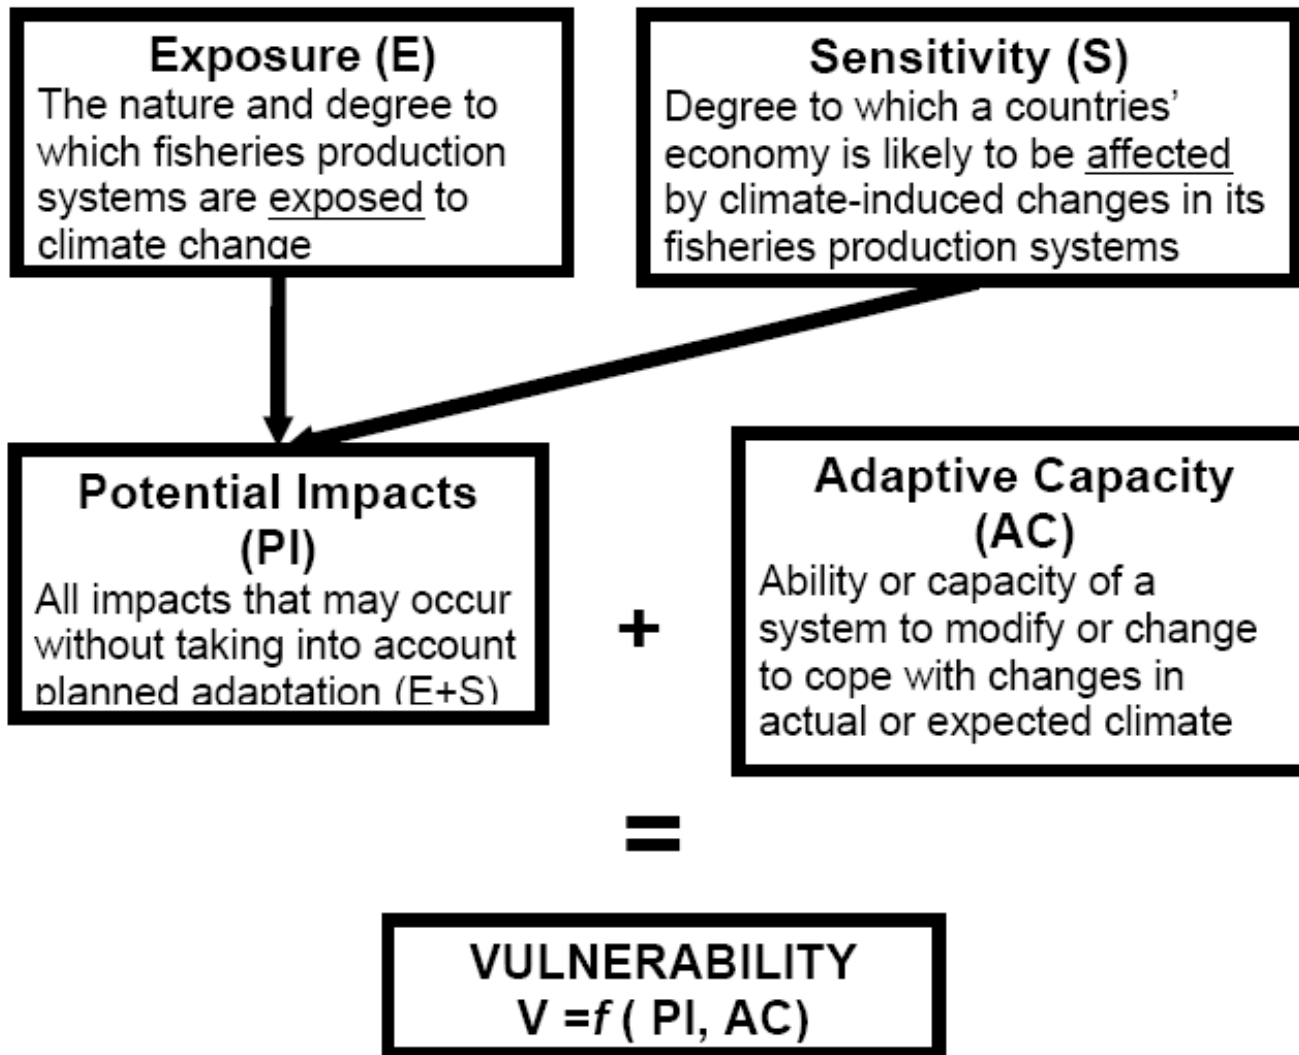 Exposure (E)
The nature and degree to
which fisheries production
systems are exposed to
climate change
Sensitivity (S)
Degree to which a countries’
economy is likely to be affected
by climate-induced changes in its
fisheries production systems
Potential Impacts
(PI)
All impacts that may occur
without taking into account
planned adaptation (E+S)
+
Adaptive Capacity
(AC)
Ability or capacity of a
system to modify or change
to cope with changes in
actual or expected climate
=
VULNERABILITY
V =f ( PI, AC)